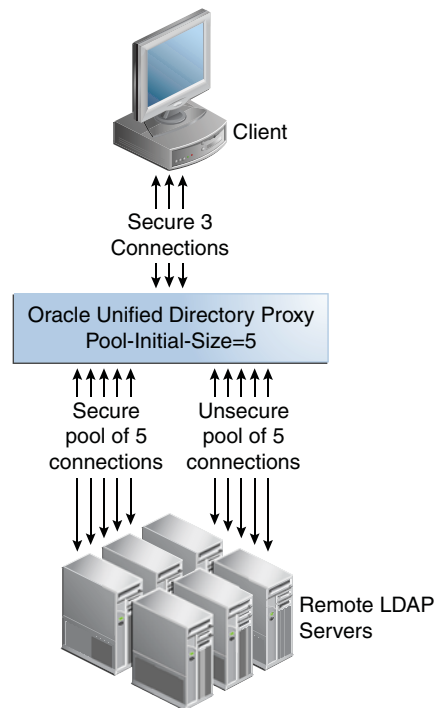 Client
Secure 3
Connections
Oracle Unified Directory Proxy
Pool-Initial-Size=5
Secure
pool of 5
connections
Unsecure
pool of 5
connections
Remote LDAP
Servers